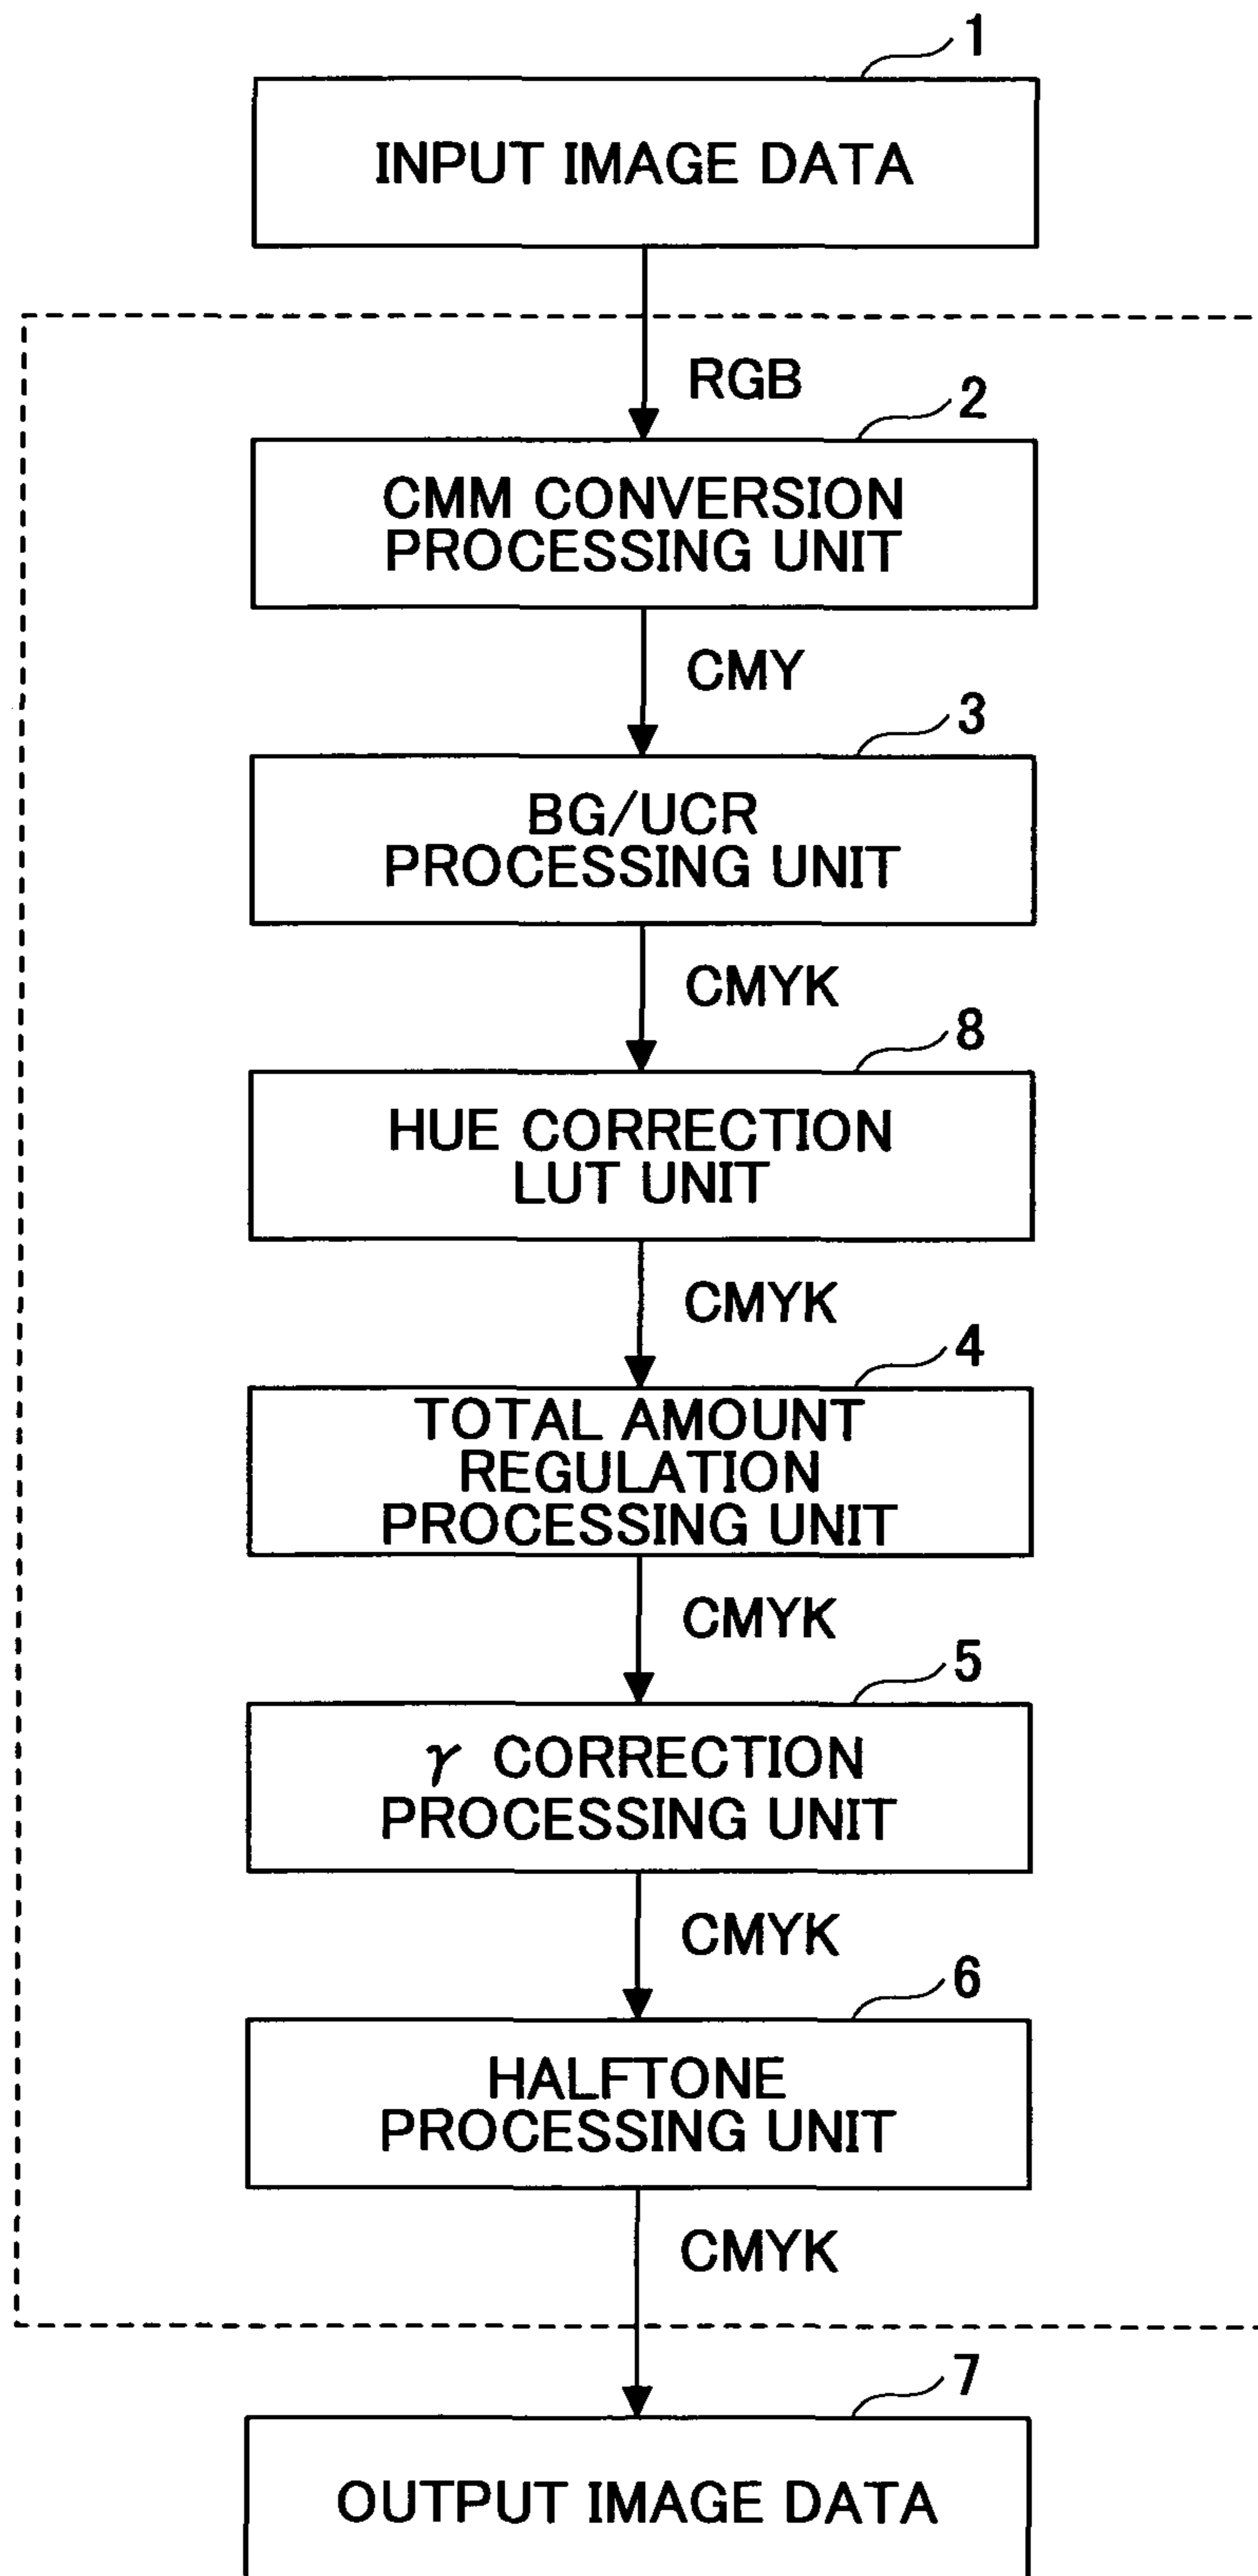 1
INPUT IMAGE DATA
RGB
2
CMM CONVERSION
PROCESSING UNIT
CMY
3
BG/UCR
PROCESSING UNIT
CMYK
8
HUE CORRECTION
LUT UNIT
CMYK
4
TOTAL AMOUNT
REGULATION
PROCESSING UNIT
CMYK
5
γ CORRECTION
PROCESSING UNIT
CMYK
6
HALFTONE
PROCESSING UNIT
CMYK
7
OUTPUT IMAGE DATA